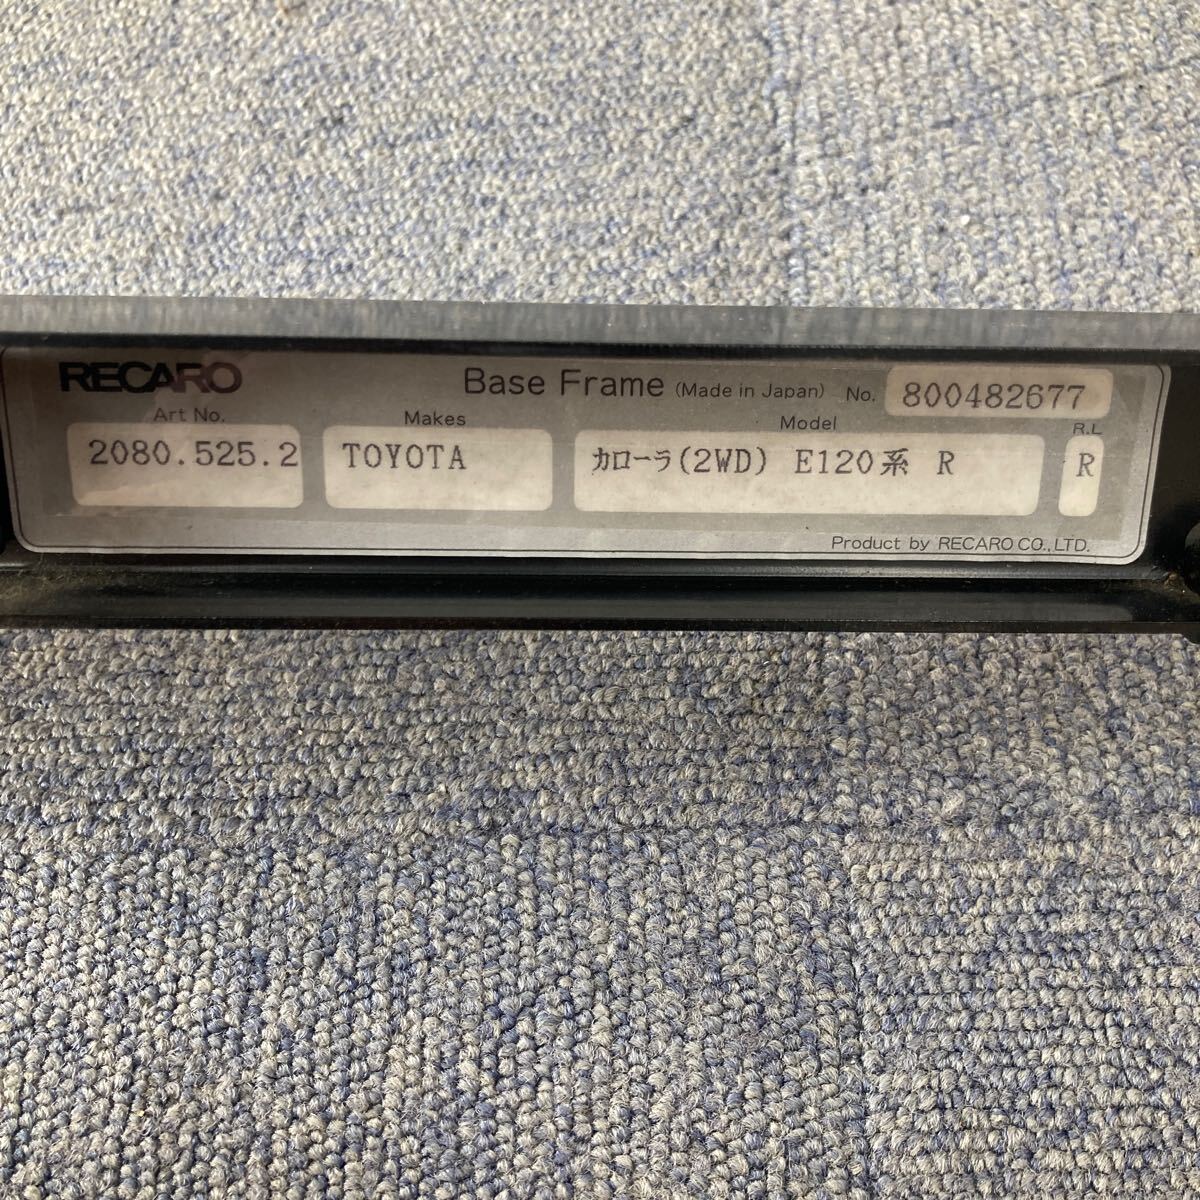 RECARO Base Frame (Made in Japan) No. 800482677
Art No. Makes Model R.L
2080.525.2 TOYOTA カローラ(2WD) E120系 R R
Product by RECARO CO.,LTD.